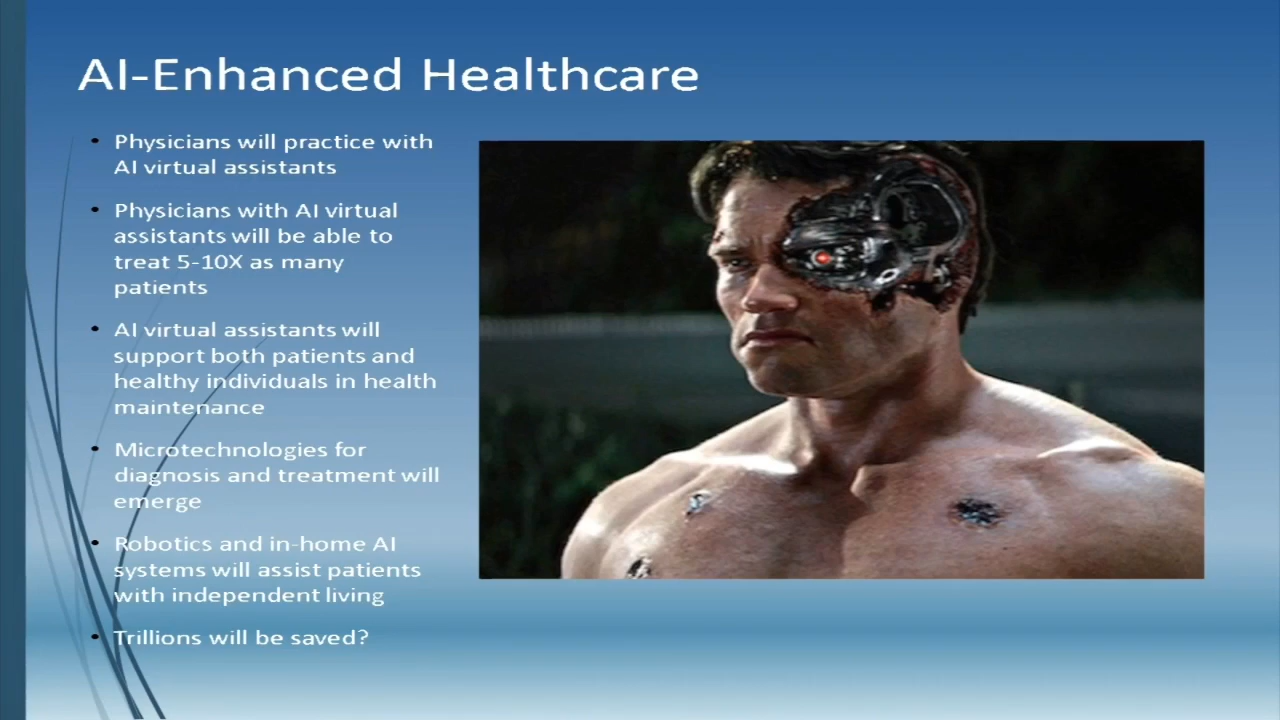 AI-Enhanced Healthcare
• Physicians will practice with
AI virtual assistants
• Physicians with AI virtual
assistants will be able to
treat 5-10X as many
patients
• AI virtual assistants will
support both patients and
healthy individuals in health
maintenance
• Microtechnologies for
diagnosis and treatment will
emerge
• Robotics and in-home AI
systems will assist patients
with independent living
• Trillions will be saved?